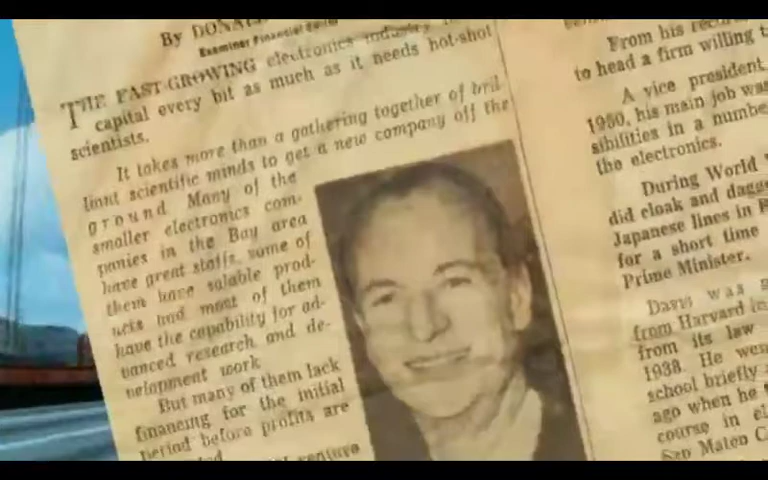 By DONA
Examiner Financial Editor
THE FAST-GROWING electronics industry
capital every bit as much as it needs hot-shot
scientists.
It takes more than a gathering together of bril-
liant scientific minds to get a new company off the
ground. Many of the
smaller electronics com-
panies in the Bay area
have great staffs, some of
them have salable prod-
ucts and most of them
have the capability for ad-
vanced research and de-
velopment work
But many of them lack
financing for the initial
period before profits are
venture
From his
to head a firm willing t
A vice president
1950, his main job was
sibilities in a numbe
the electronics.
During World
did cloak and dagg
Japanese lines in
for a short time
Prime Minister.
Davis was
from Harvard in
from its law
1938. He wen
school briefly
ago when he
course in el
San Mateo C